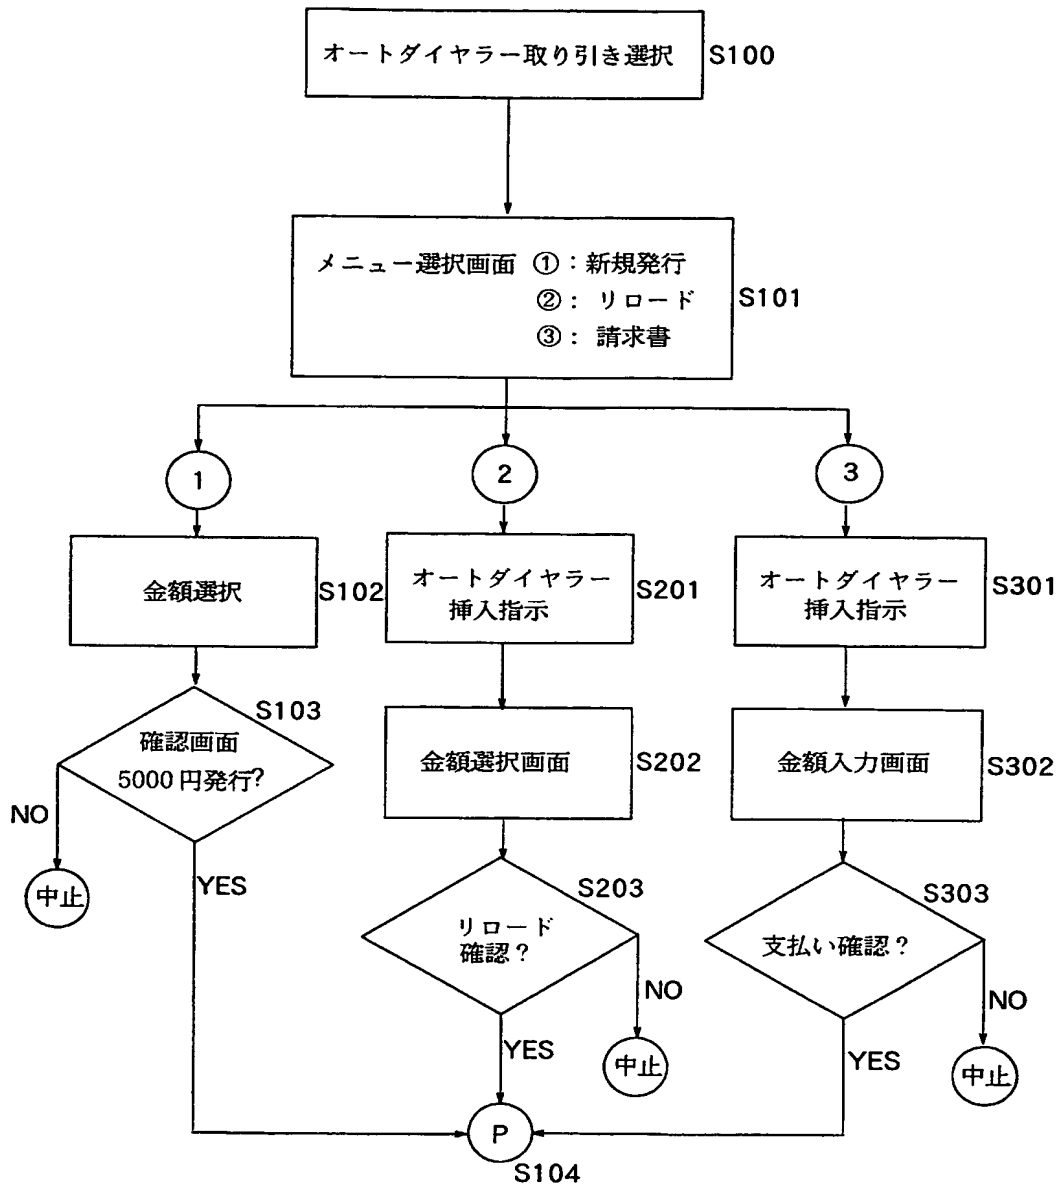 オートダイヤラー取り引き選択 S100
メニュー選択画面 ①:新規発行
②: リロード
S101
③: 請求書
1
2
3
金額選択
S102
オートダイヤラー
挿入指示
S201
オートダイヤラー
挿入指示
S301
S103
確認画面
5000円発行?
NO
YES
中止
金額選択画面
S202
金額入力画面
S302
S203
リロード
確認?
NO
YES
中止
S303
支払い確認?
NO
YES
中止
P
S104